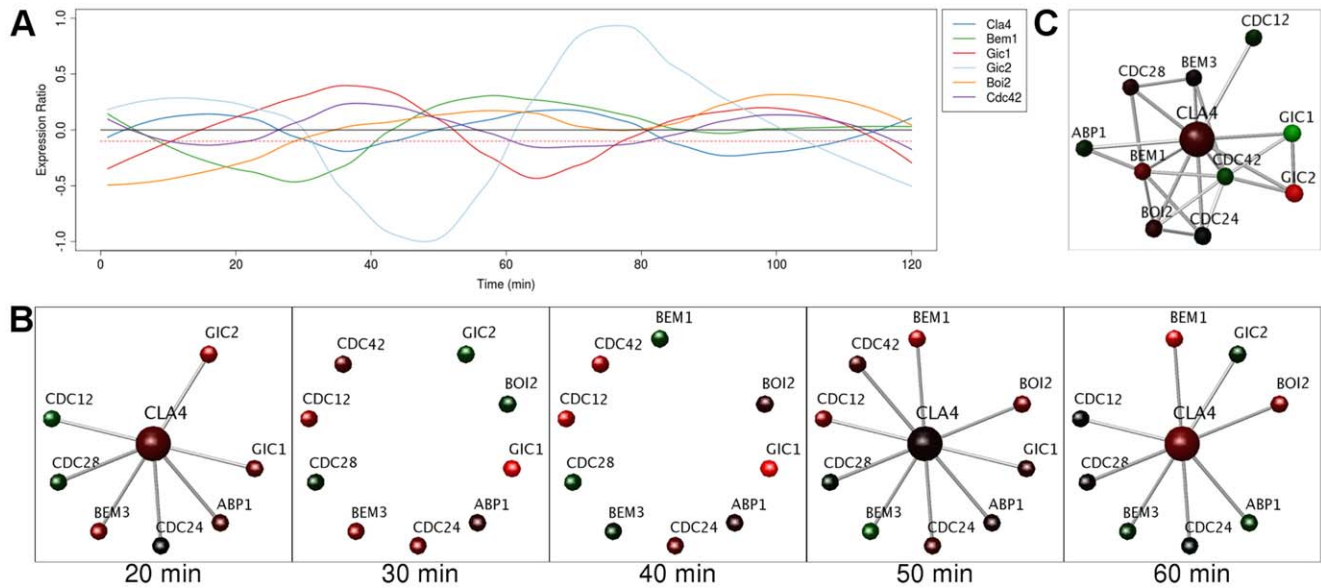 A
Expression Ratio
1.0
0.5
0.0
-0.5
-1.0
0 20 40 60 80 100 120
Time (min)
Cla4
Bem1
Gic1
Gic2
Boi2
Cdc42
C
CDC12
BEM3
CDC28
CLA4
GIC1
ABP1
BEM1
CDC42
GIC2
BOI2
CDC24
B
GIC2
CDC12
CLA4
GIC1
CDC28
BEM3
CDC24
ABP1
20 min
CDC42
GIC2
BOI2
CDC12
GIC1
CDC28
ABP1
BEM3
CDC24
30 min
BEM1
CDC42
BOI2
CDC12
GIC1
CDC28
ABP1
BEM3
CDC24
40 min
BEM1
CDC42
BOI2
CDC12
CLA4
GIC1
CDC28
ABP1
BEM3
CDC24
50 min
BEM1
GIC2
BOI2
CDC12
CLA4
CDC28
ABP1
BEM3
CDC24
60 min